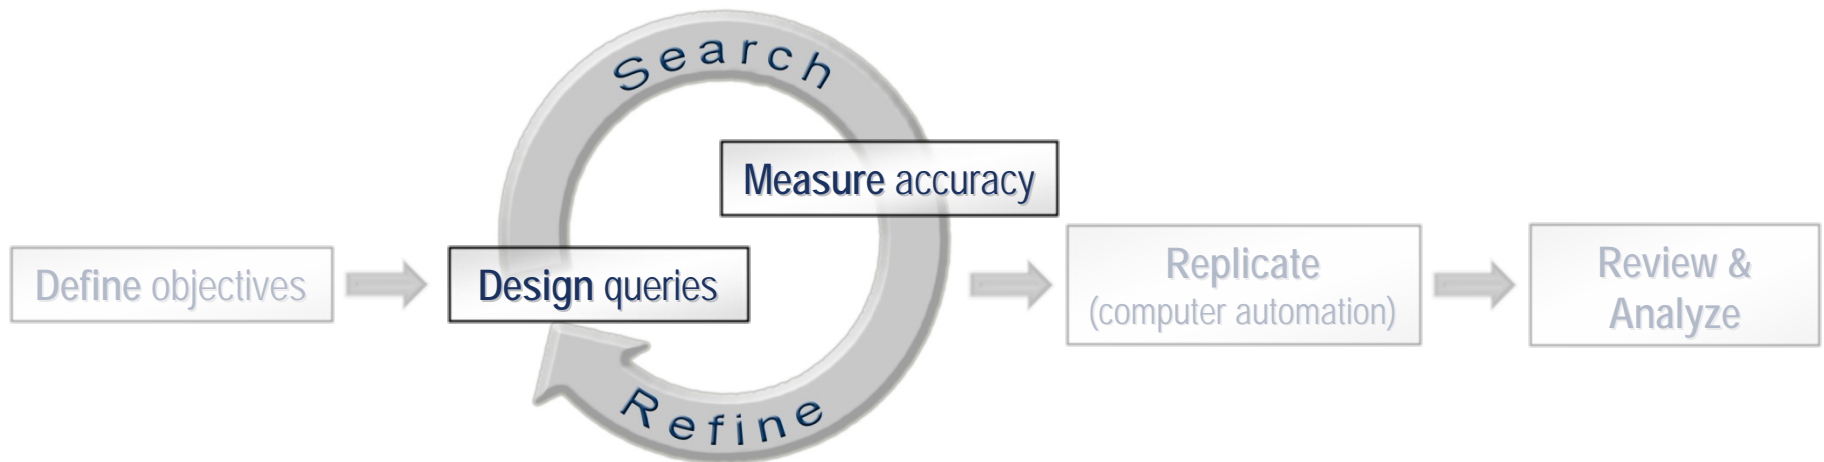 Search
Measure accuracy
Define objectives
Design queries
Replicate
(computer automation)
Review &
Analyze
Refine